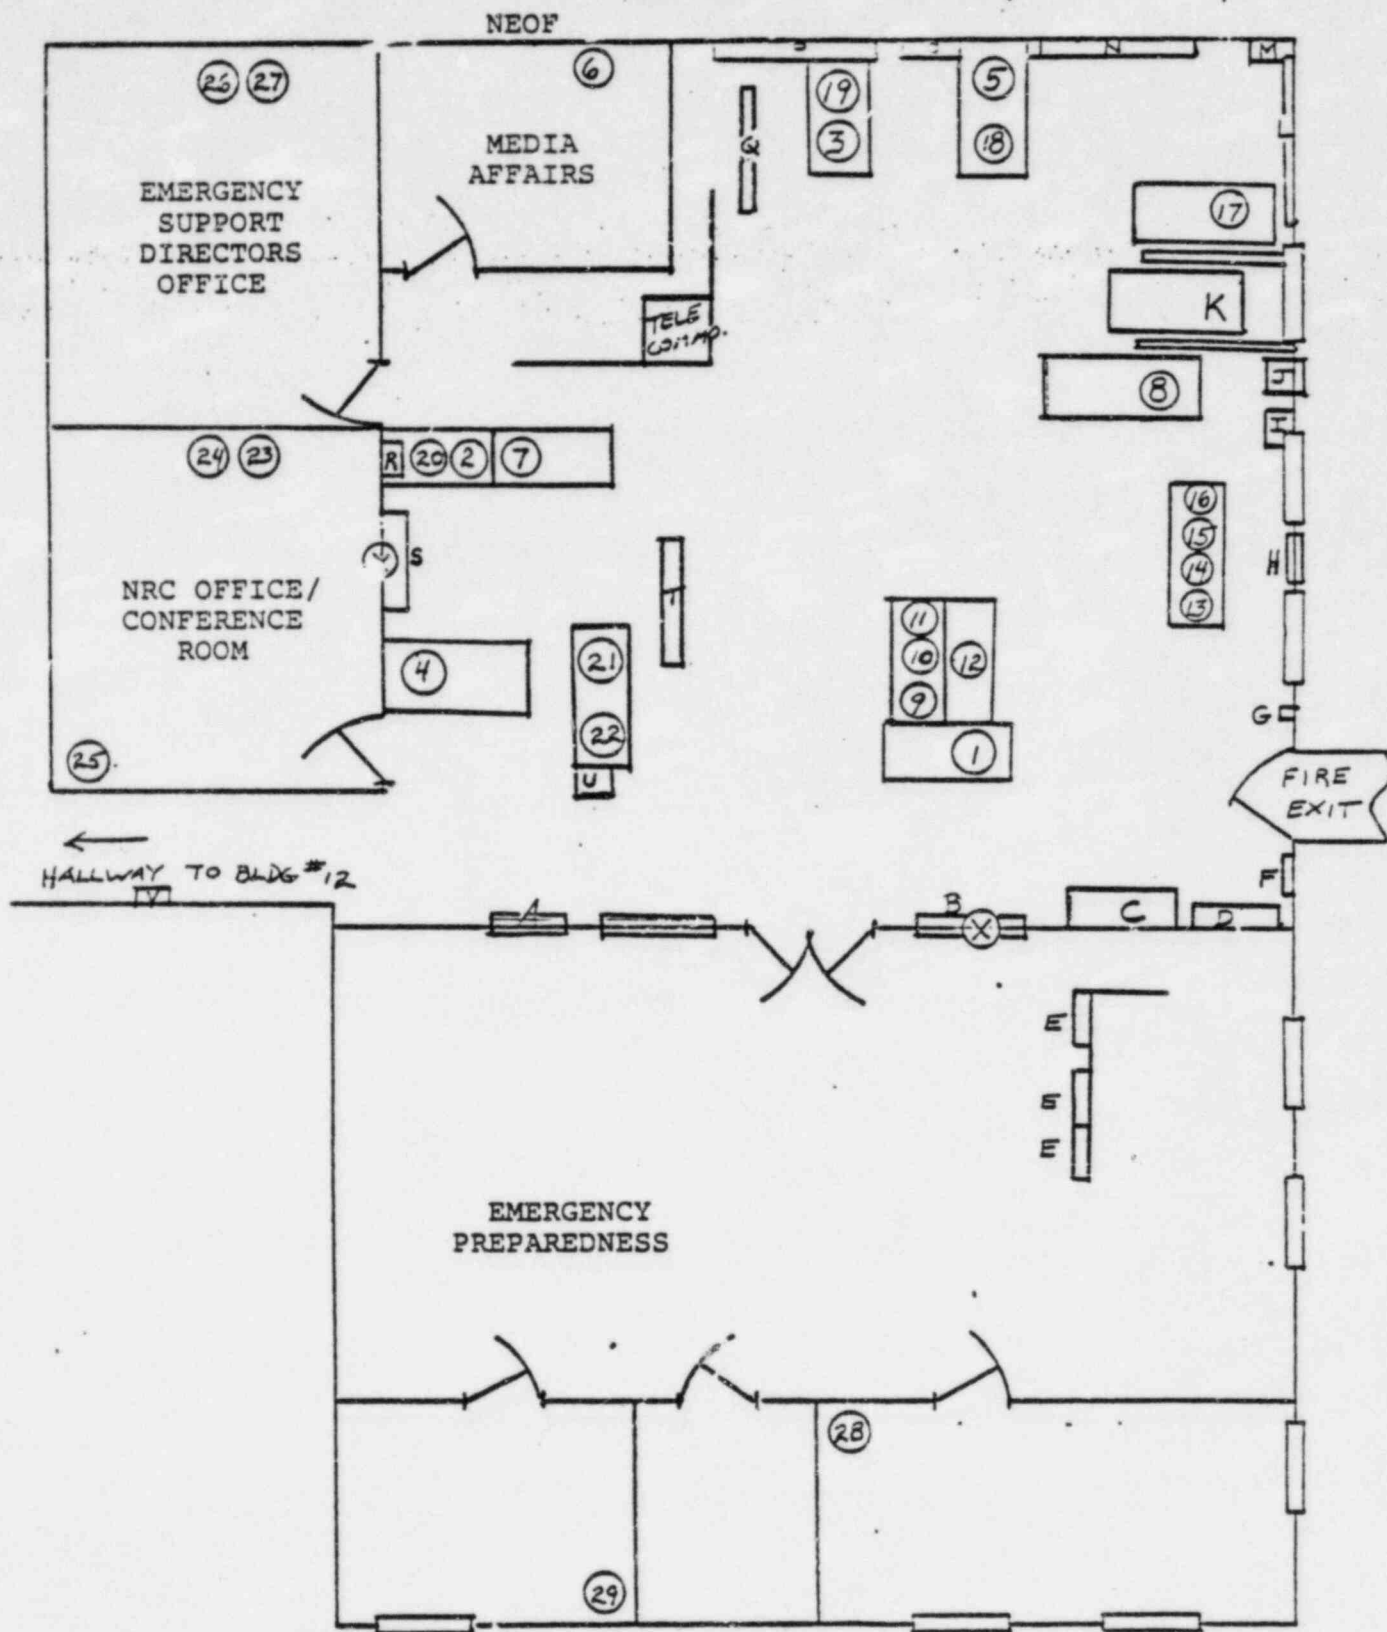 NEOF
26 27
6
19
3
5
18
N
M
MEDIA
AFFAIRS
EMERGENCY
SUPPORT
DIRECTORS
OFFICE
Q
17
K
TELE
COMMO.
8
J
I
24 23
R 20 2 7
16
15
14
13
S
H
T
NRC OFFICE/
CONFERENCE
ROOM
4
21
22
U
11
10
9
12
1
G
25
FIRE
EXIT
HALLWAY TO BLDG #12
V
F
A
B
X
C
D
E
E
E
EMERGENCY
PREPAREDNESS
28
29